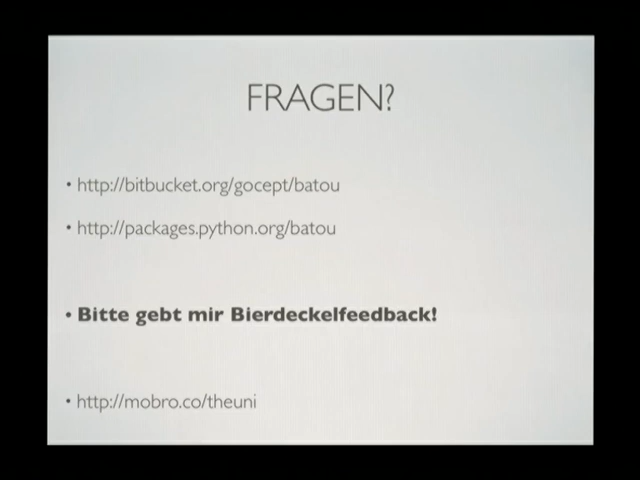 FRAGEN?
• http://bitbucket.org/gocept/batou
• http://packages.python.org/batou
• Bitte gebt mir Bierdeckelfeedback!
• http://mobro.co/theuni